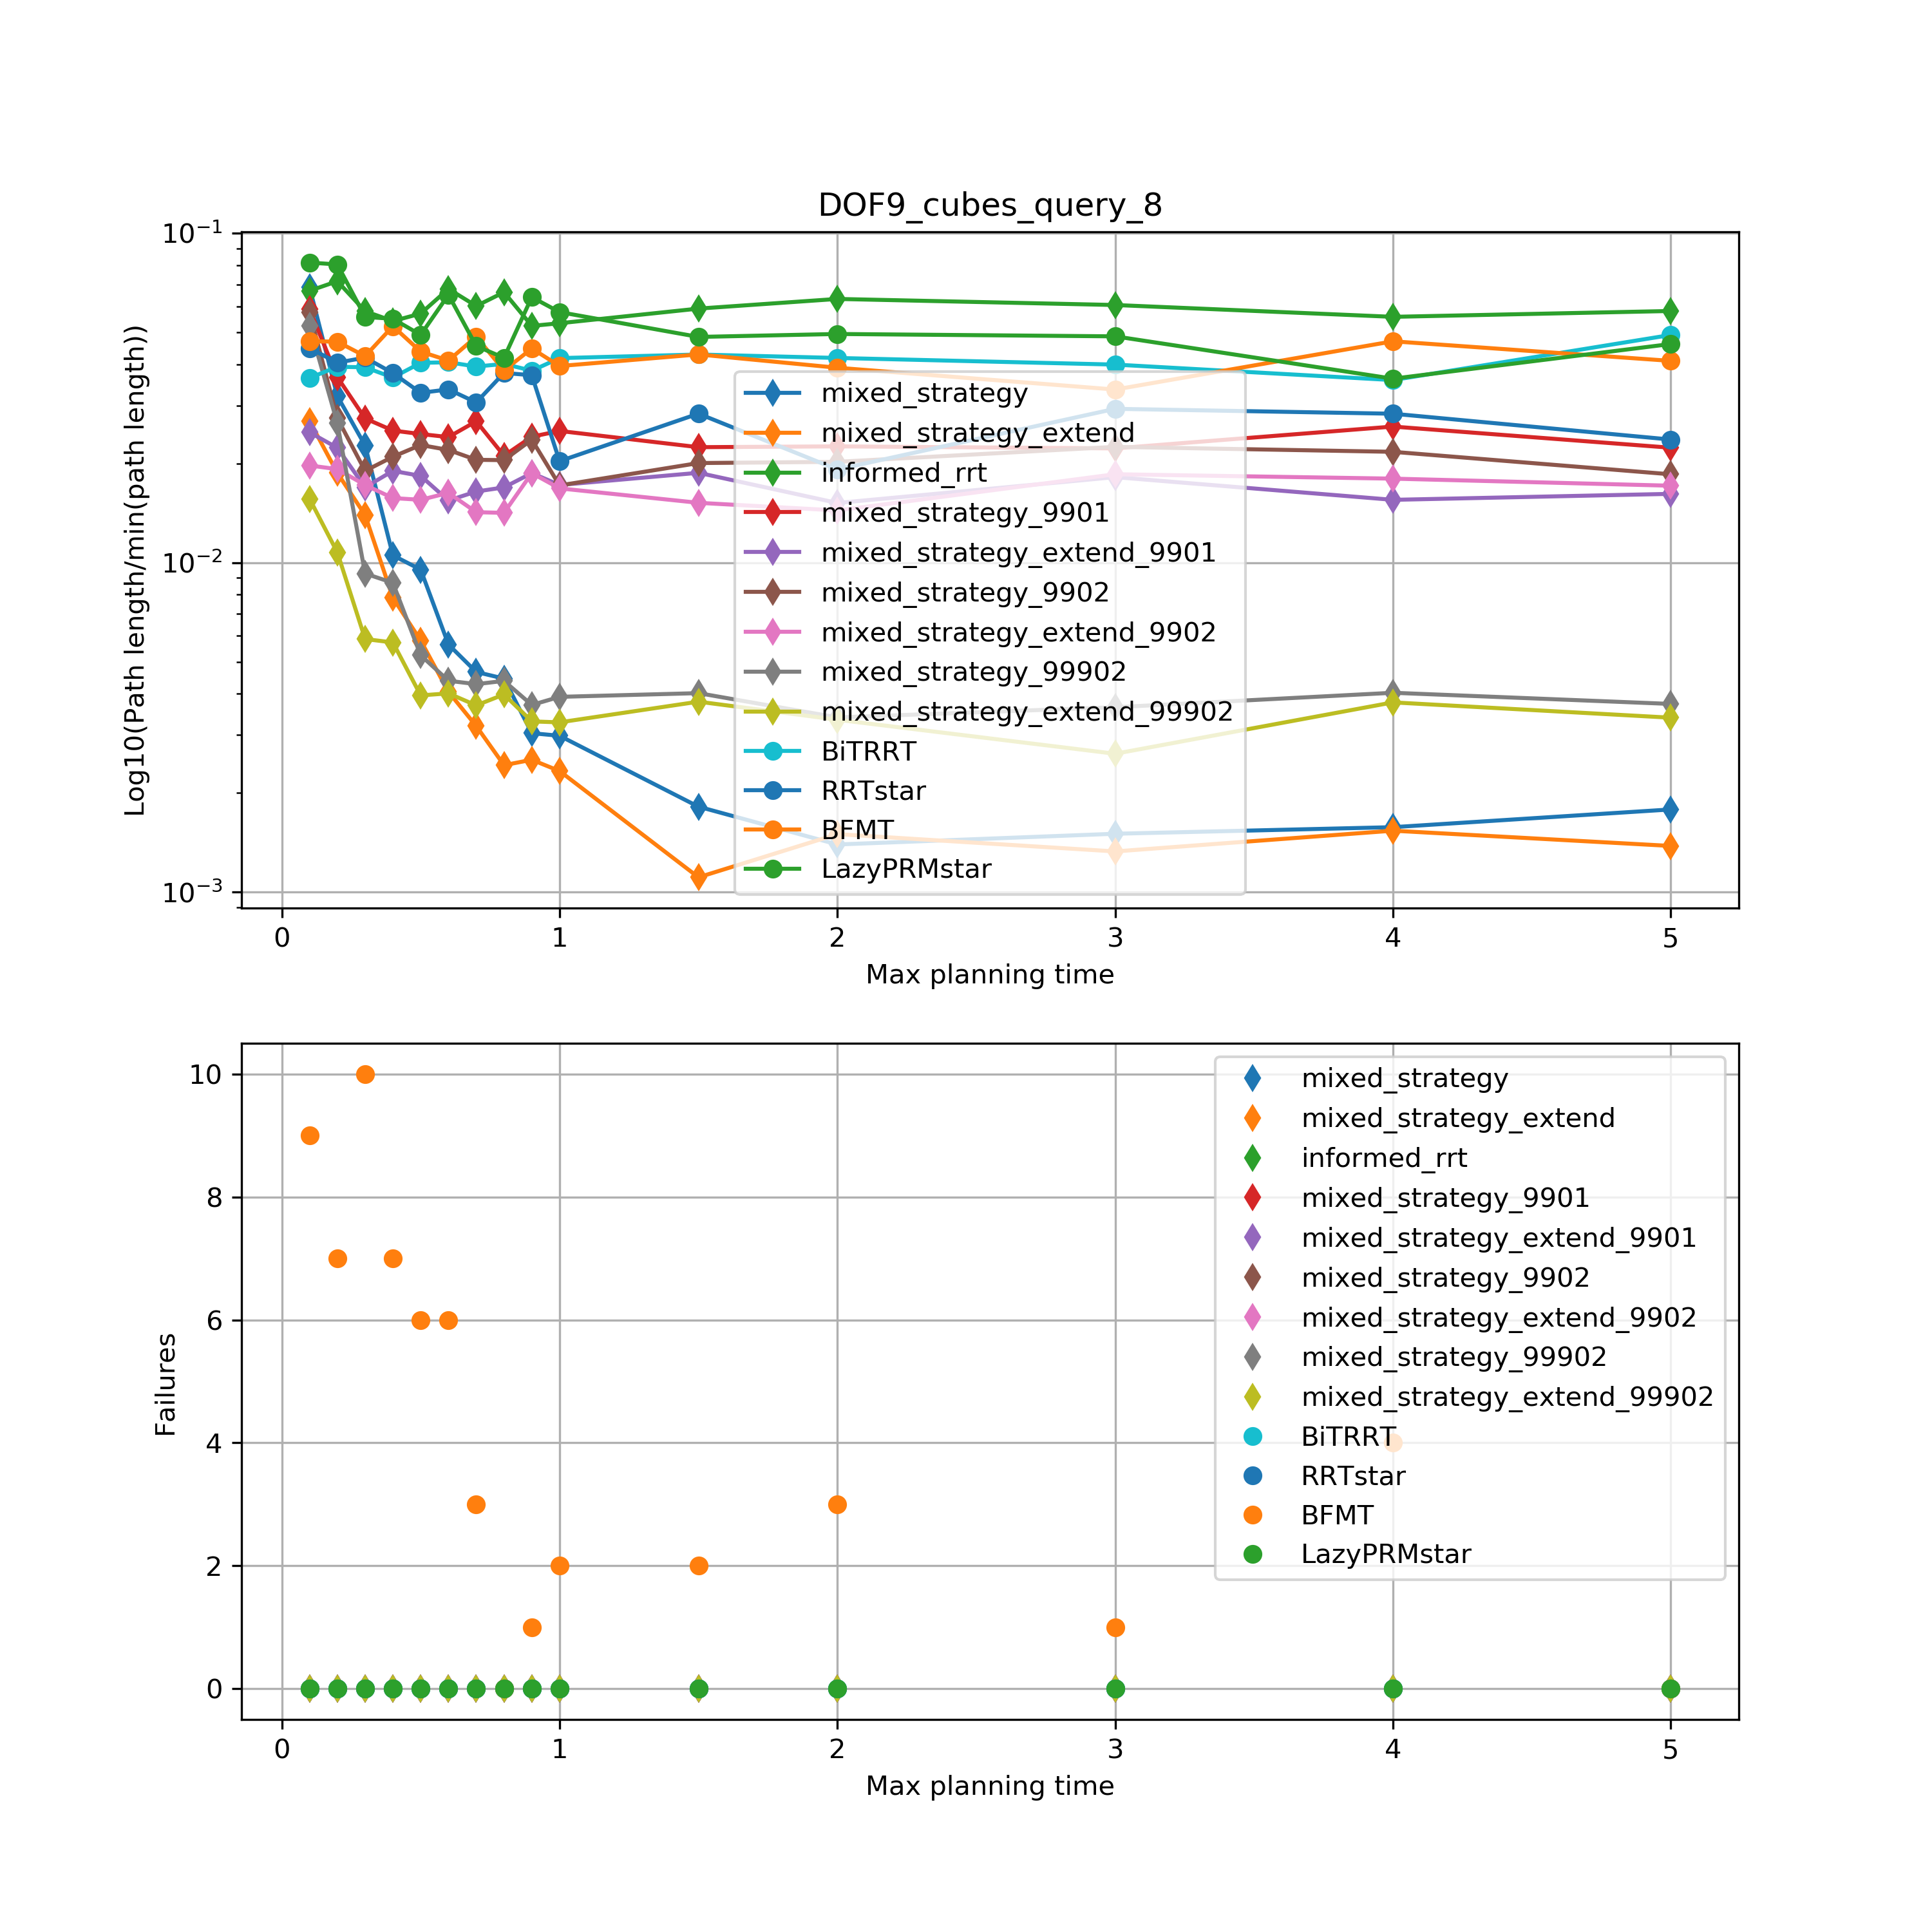 DOF9_cubes_query_8
10⁻¹
10⁻²
10⁻³
Log10(Path length/min(path length))
mixed_strategy
mixed_strategy_extend
informed_rrt
mixed_strategy_9901
mixed_strategy_extend_9901
mixed_strategy_9902
mixed_strategy_extend_9902
mixed_strategy_99902
mixed_strategy_extend_99902
BiTRRT
RRTstar
BFMT
LazyPRMstar
0 1 2 3 4 5
Max planning time
10
8
6
4
2
0
Failures
mixed_strategy
mixed_strategy_extend
informed_rrt
mixed_strategy_9901
mixed_strategy_extend_9901
mixed_strategy_9902
mixed_strategy_extend_9902
mixed_strategy_99902
mixed_strategy_extend_99902
BiTRRT
RRTstar
BFMT
LazyPRMstar
0 1 2 3 4 5
Max planning time